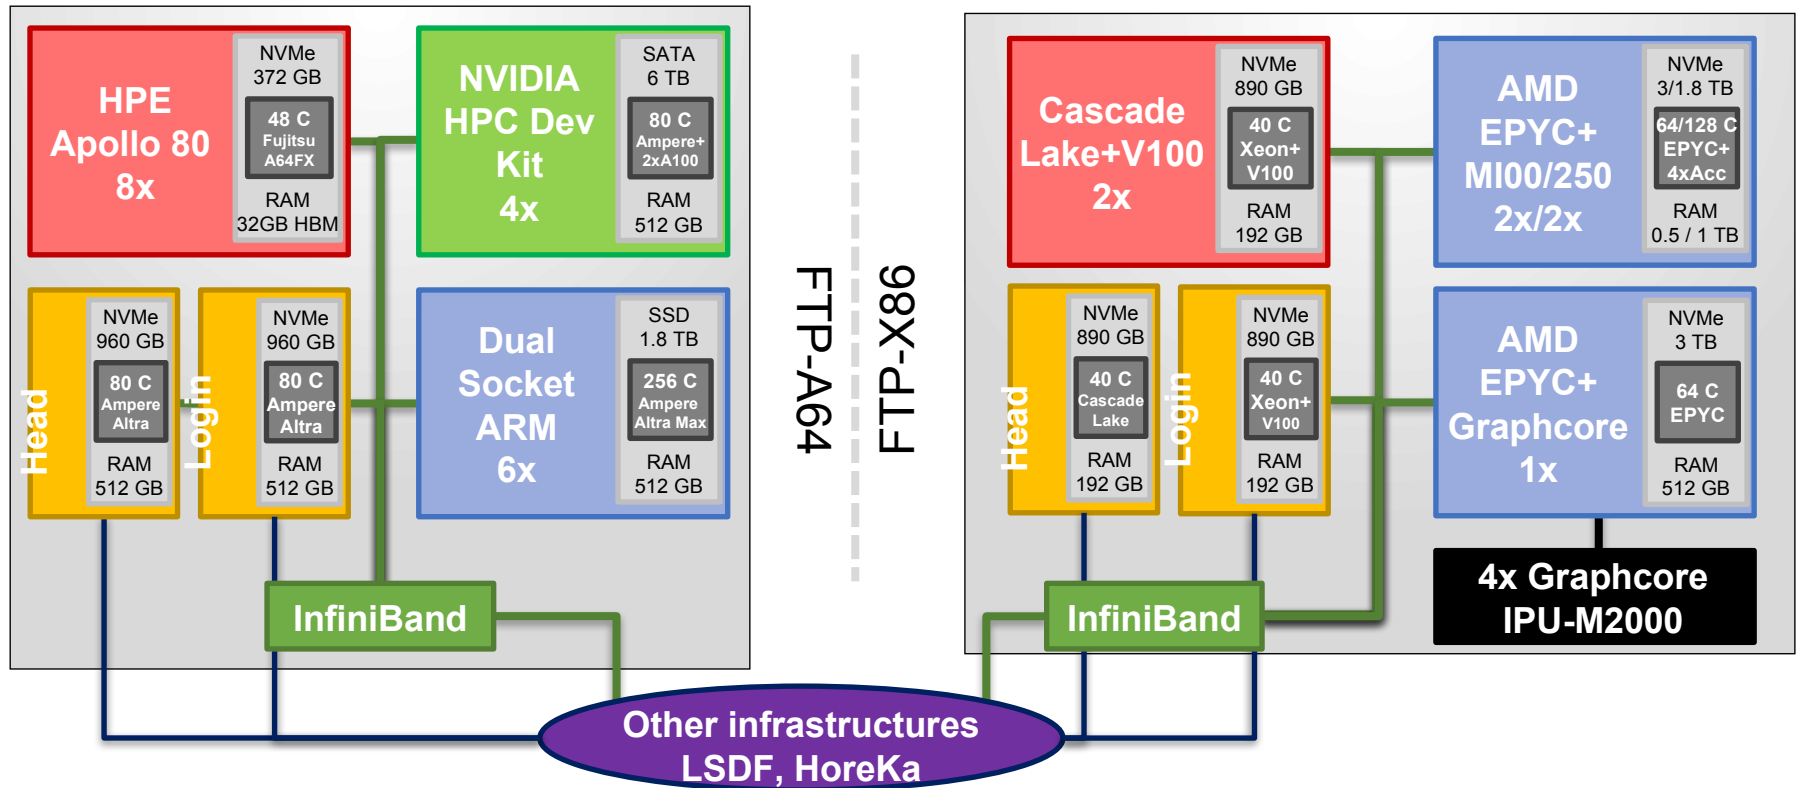 HPE
Apollo 80
8x
NVMe
372 GB
48 C
Fujitsu
A64FX
RAM
32GB HBM
NVIDIA
HPC Dev
Kit
4x
SATA
6 TB
80 C
Ampere+
2xA100
RAM
512 GB
Head
NVMe
960 GB
80 C
Ampere
Altra
RAM
512 GB
Login
NVMe
960 GB
80 C
Ampere
Altra
RAM
512 GB
Dual
Socket
ARM
6x
SSD
1.8 TB
256 C
Ampere
Altra Max
RAM
512 GB
InfiniBand
FTP-A64
FTP-X86
Cascade
Lake+V100
2x
NVMe
890 GB
40 C
Xeon+
V100
RAM
192 GB
AMD
EPYC+
MI00/250
2x/2x
NVMe
3/1.8 TB
64/128 C
EPYC+
4xAcc
RAM
0.5 / 1 TB
Head
NVMe
890 GB
40 C
Cascade
Lake
RAM
192 GB
Login
NVMe
890 GB
40 C
Xeon+
V100
RAM
192 GB
AMD
EPYC+
Graphcore
1x
NVMe
3 TB
64 C
EPYC
RAM
512 GB
InfiniBand
4x Graphcore
IPU-M2000
Other infrastructures
LSDF, HoreKa